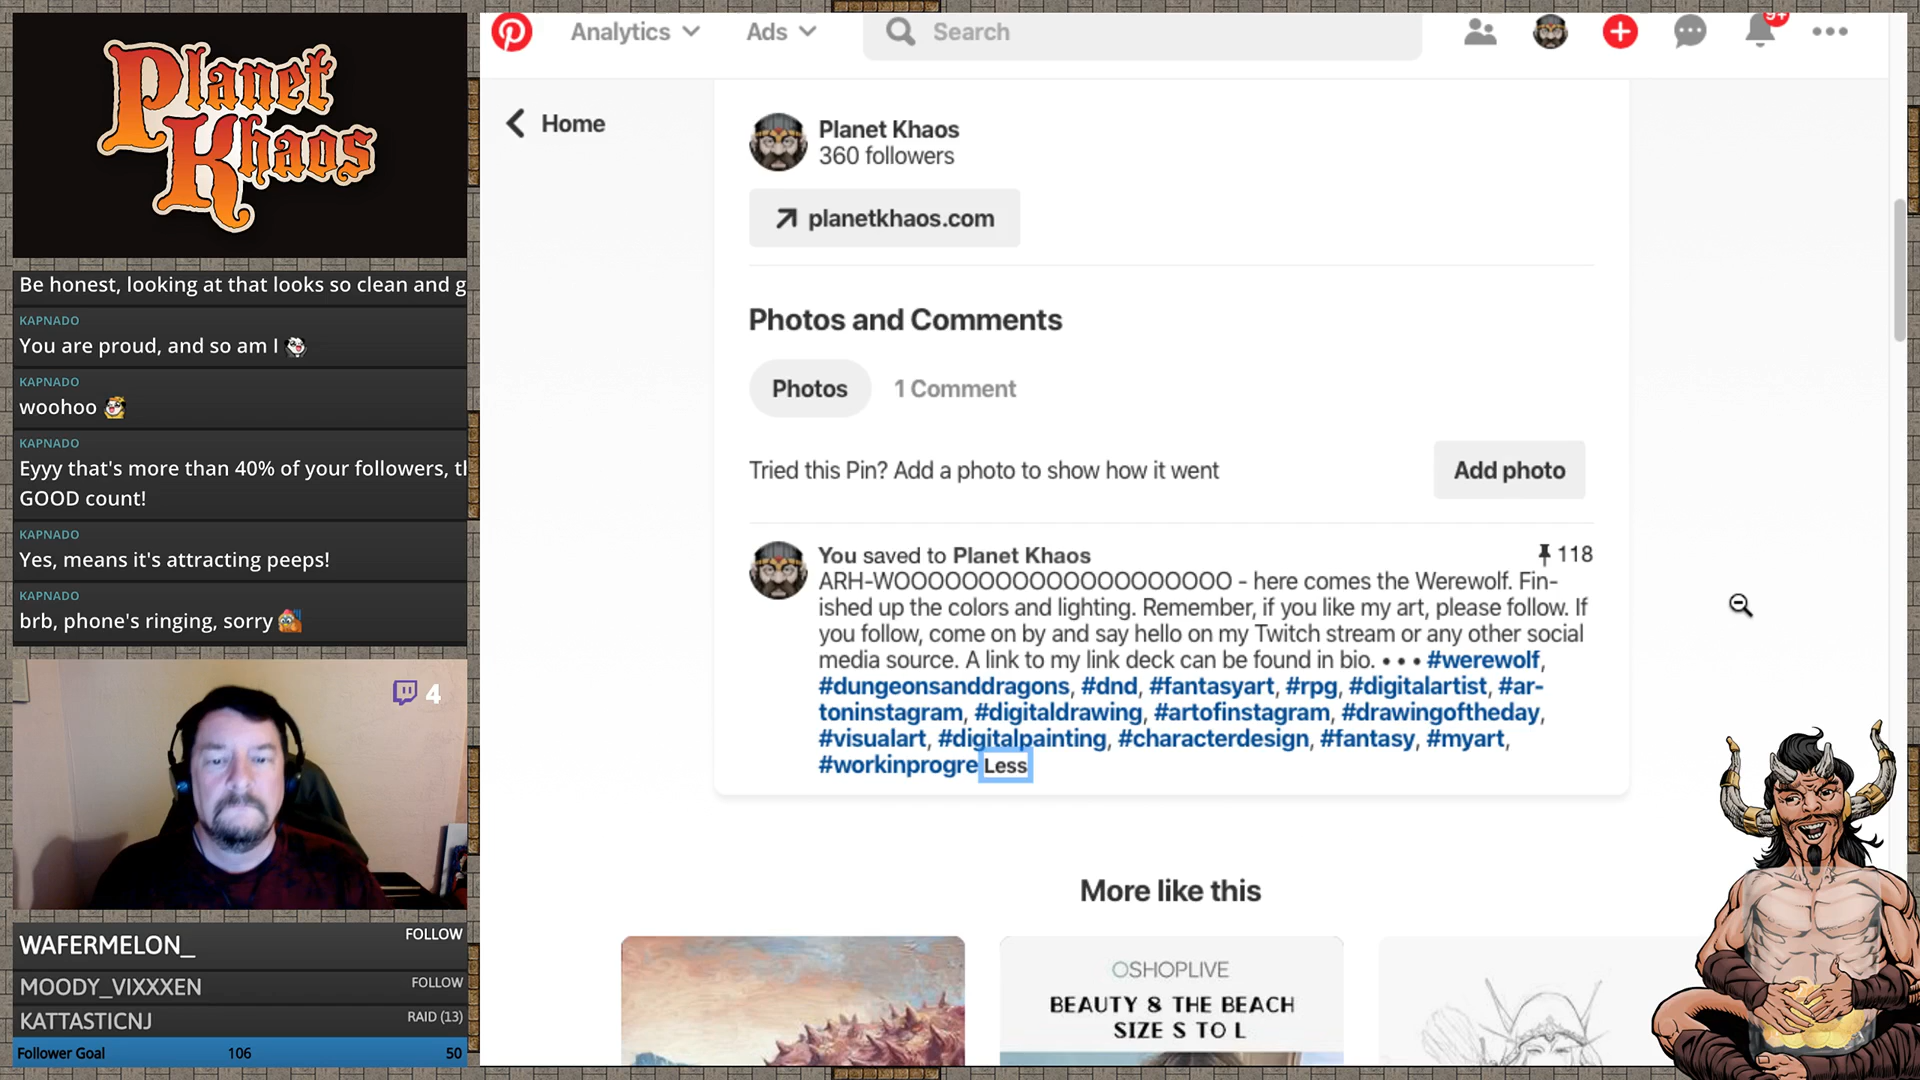 Planet
Khaos
Be honest, looking at that looks so clean and g
KAPNADO
You are proud, and so am I
KAPNADO
woohoo
KAPNADO
Eyyy that's more than 40% of your followers, tl
GOOD count!
KAPNADO
Yes, means it's attracting peeps!
KAPNADO
brb, phone's ringing, sorry
4
WAFERMELON_ FOLLOW
MOODY_VIXXXEN FOLLOW
KATTASTICNJ RAID (13)
Follower Goal 106 50
Analytics Ads Search 9+
Home
Planet Khaos
360 followers
planetkhaos.com
Photos and Comments
Photos 1 Comment
Tried this Pin? Add a photo to show how it went Add photo
You saved to Planet Khaos 118
ARH-WOOOOOOOOOOOOOOOOOOOO - here comes the Werewolf. Fin-
ished up the colors and lighting. Remember, if you like my art, please follow. If
you follow, come on by and say hello on my Twitch stream or any other social
media source. A link to my link deck can be found in bio. • • • #werewolf,
#dungeonsanddragons, #dnd, #fantasyart, #rpg, #digitalartist, #ar-
toninstagram, #digitaldrawing, #artofinstagram, #drawingoftheday,
#visualart, #digitalpainting, #characterdesign, #fantasy, #myart,
#workinprogre Less
More like this
OSHOPLIVE
BEAUTY & THE BEACH
SIZE S TO L